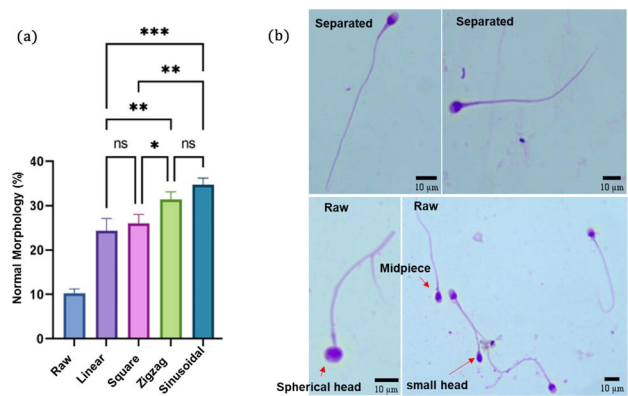 (a)
***
**
**
ns
*
ns
Normal Morphology (%)
40
30
20
10
0
Raw
Linear
Square
Zigzag
Sinusoidal
(b)
Separated
10 µm
Separated
10 µm
Raw
Spherical head
10 µm
Raw
Midpiece
small head
10 µm